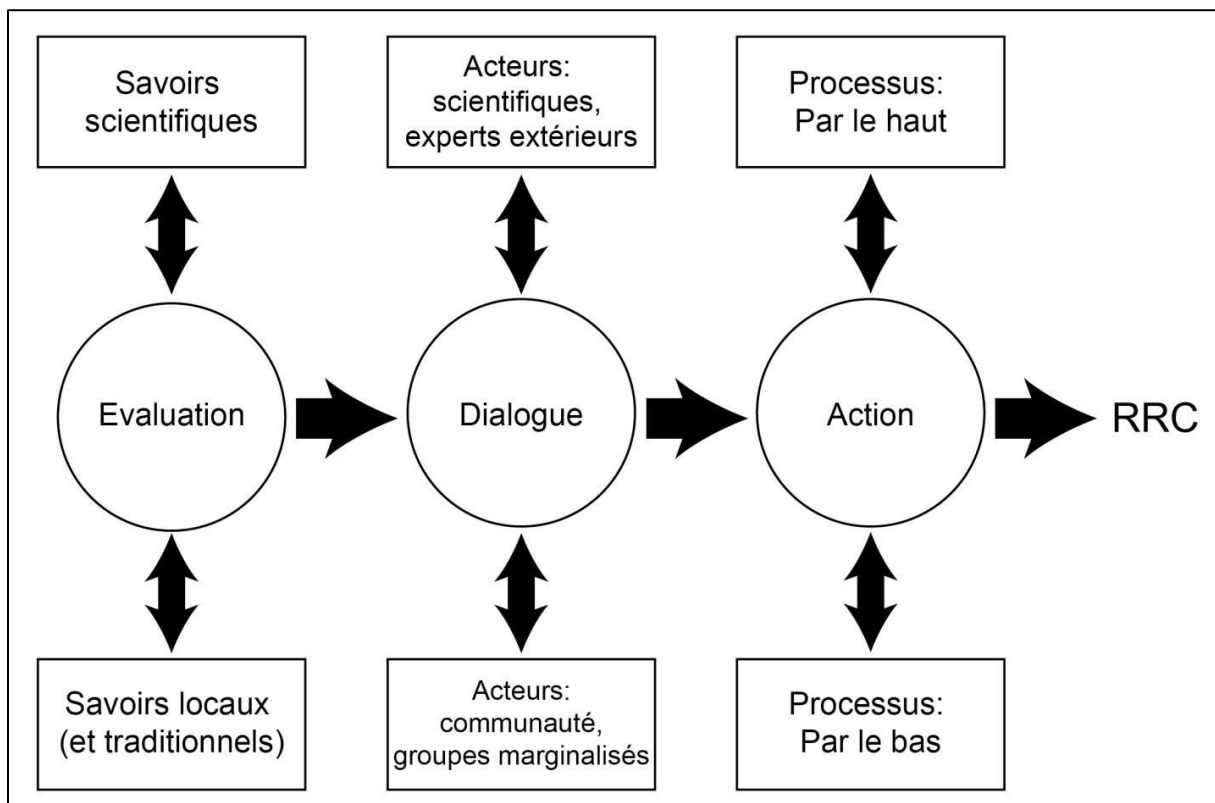 Savoirs
scientifiques
Acteurs:
scientifiques,
experts extérieurs
Processus:
Par le haut
Evaluation
Dialogue
Action
RRC
Savoirs locaux
(et traditionnels)
Acteurs:
communauté,
groupes marginalisés
Processus:
Par le bas